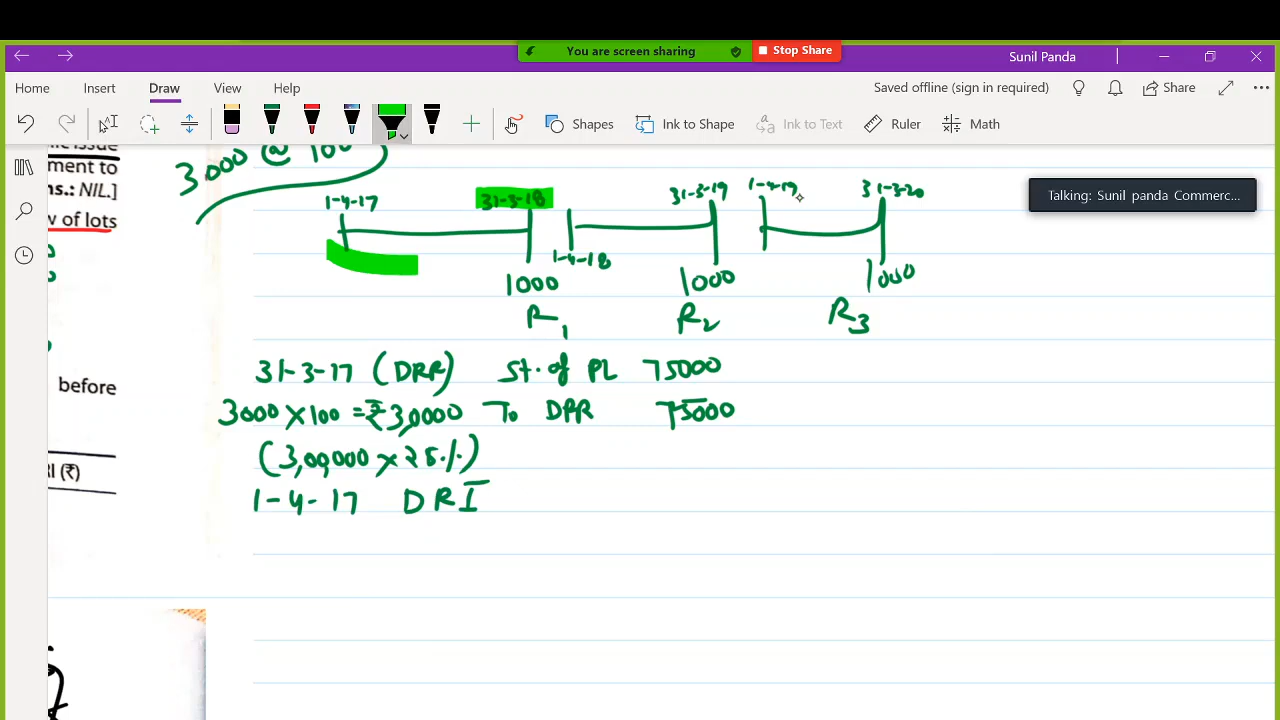 You are screen sharing
Stop Share
Sunil Panda
Home Insert Draw View Help
Saved offline (sign in required)
Share
Shapes
Ink to Shape
Ink to Text
Ruler
Math
Talking: Sunil panda Commerc...
ment to
ns.: NIL.]
w of lots
before
I (₹)
3000 @ 100
1-4-17
31-3-18
31-3-19
1-4-19
31-3-20
1-4-18
1000 1000 1000
R1 R2 R3
31-3-17 (DRR) St. of PL 75000
3000 × 100 = ₹3,0000 To DRR 75000
(3,00,000 × 25%)
1-4-17 DRI